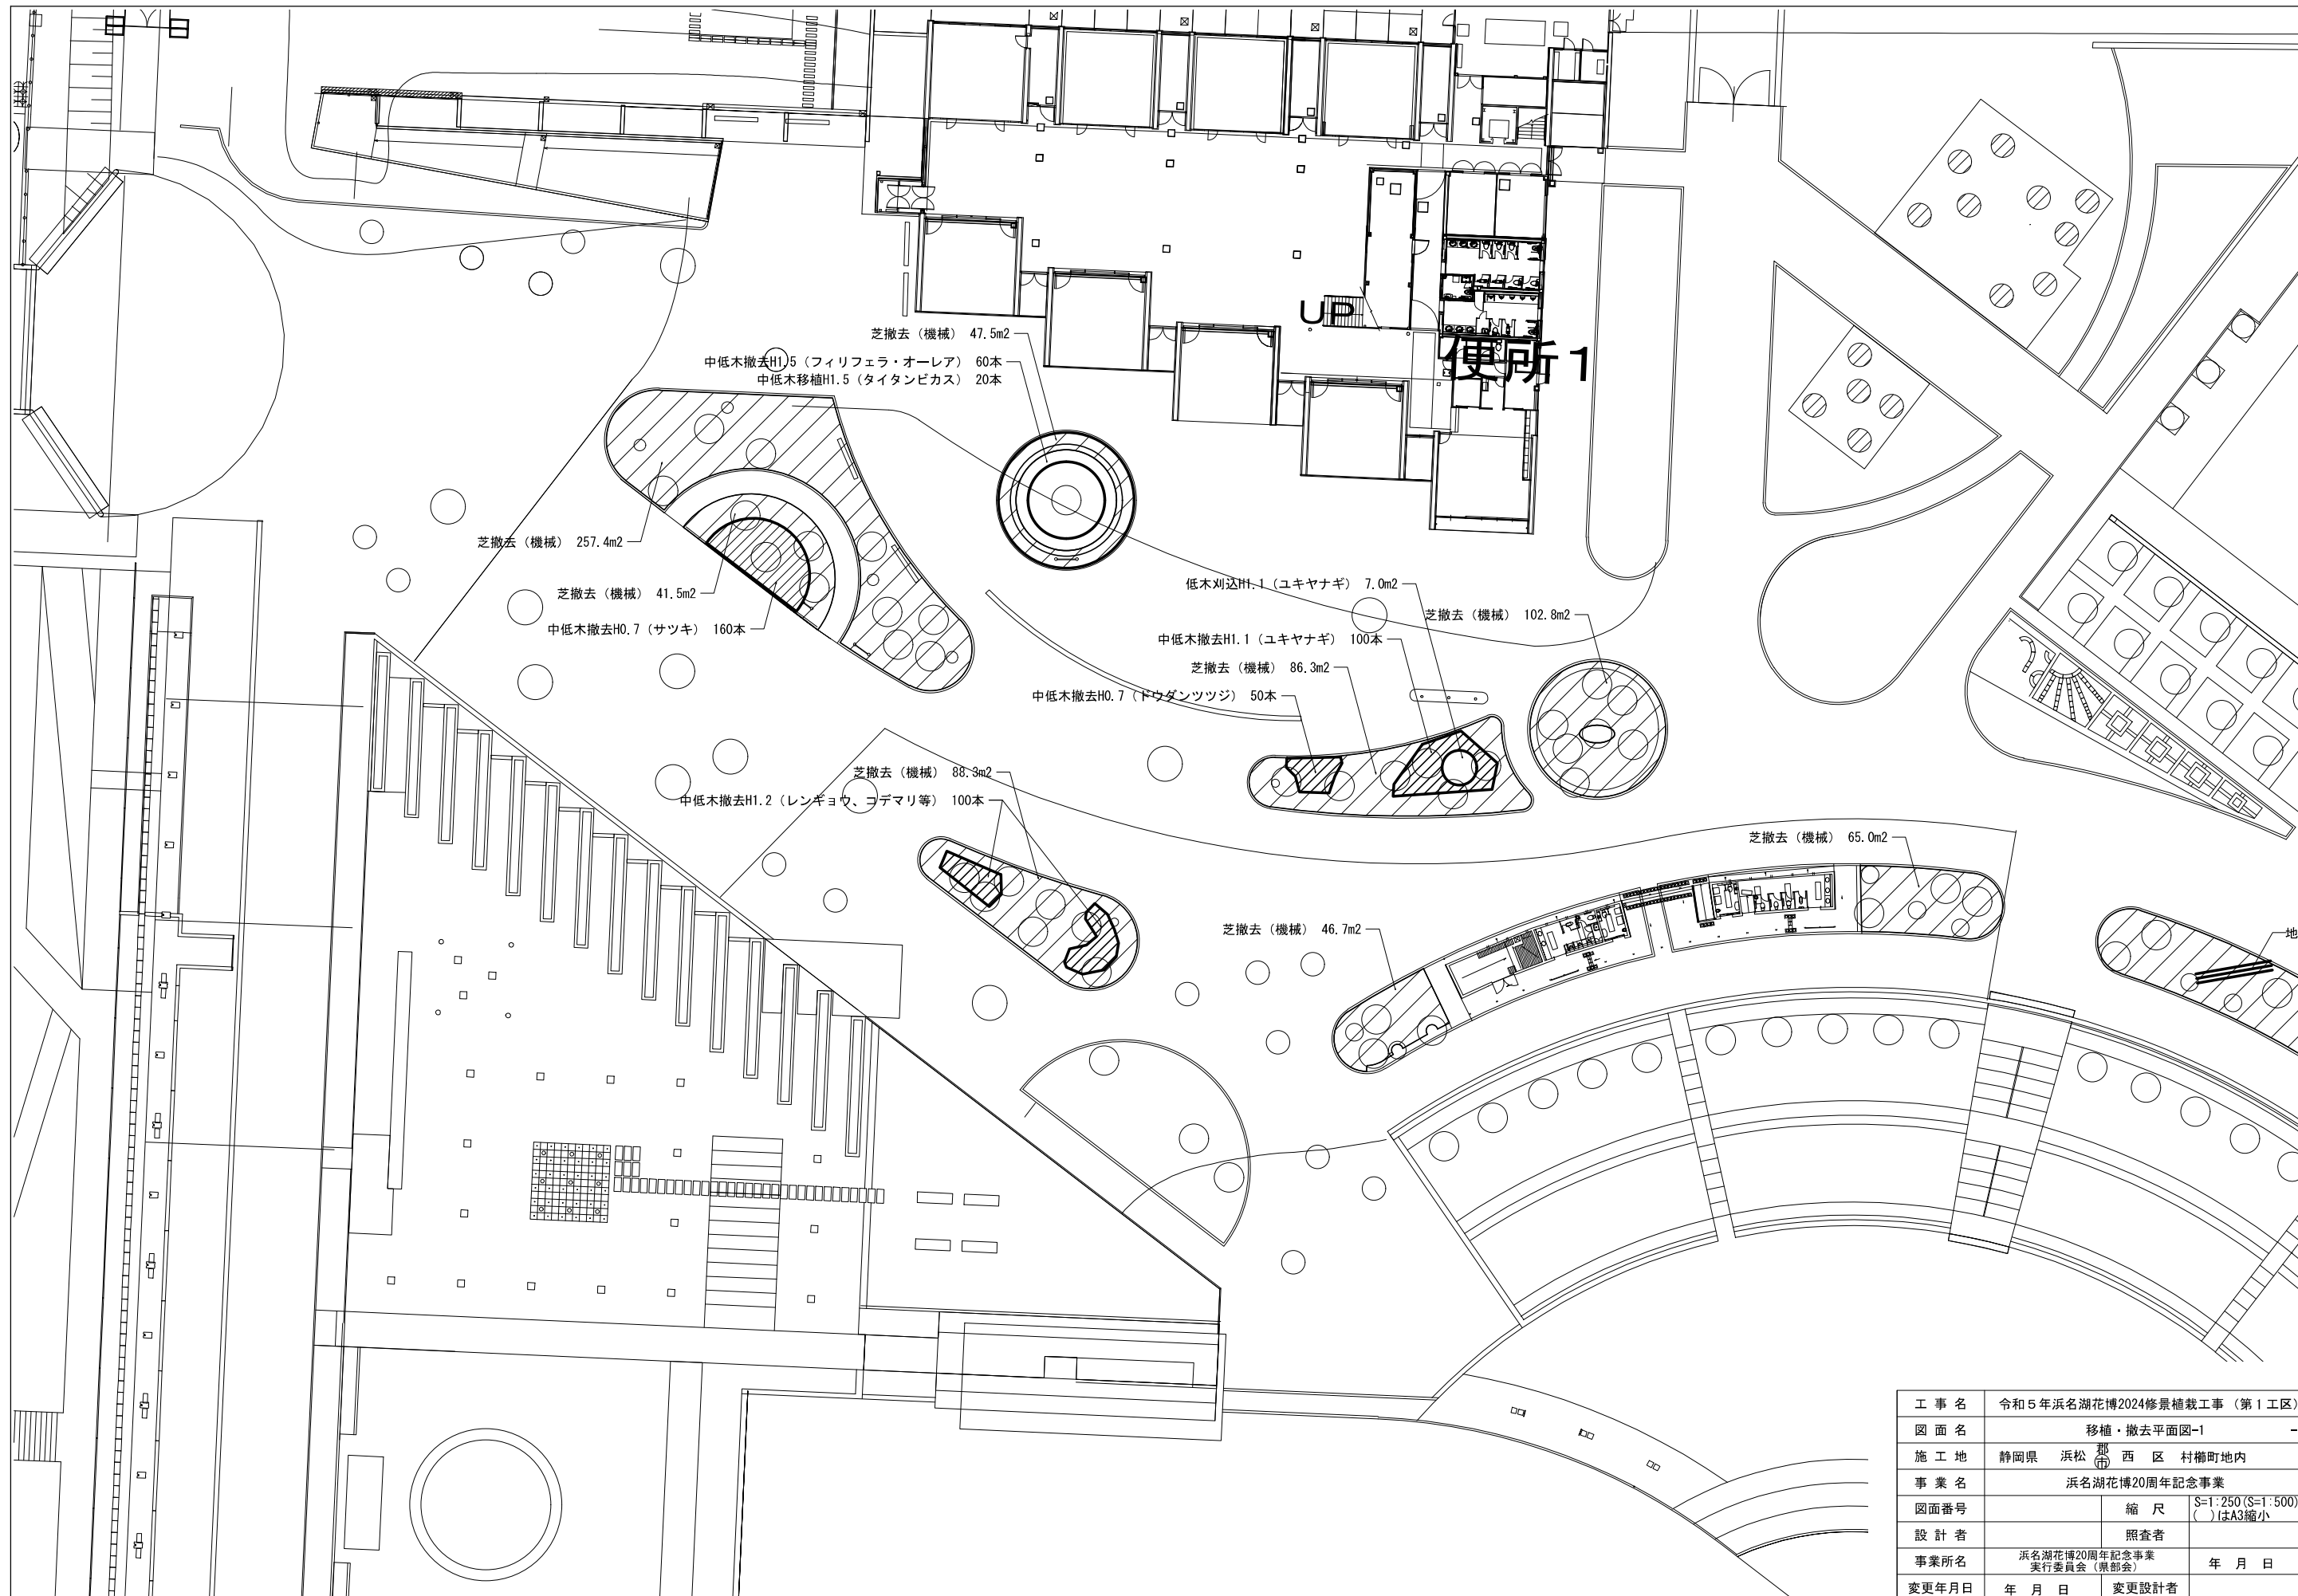 UP
便所1
芝撤去（機械） 47.5m2
中低木撤去H1.5（フィリフェラ・オーレア） 60本
中低木移植H1.5（タイタンビカス） 20本
芝撤去（機械） 257.4m2
芝撤去（機械） 41.5m2
中低木撤去H0.7（サツキ） 160本
低木刈込H1.1（ユキヤナギ） 7.0m2
芝撤去（機械） 102.8m2
中低木撤去H1.1（ユキヤナギ） 100本
芝撤去（機械） 86.3m2
中低木撤去H0.7（ドウダンツツジ） 50本
芝撤去（機械） 88.3m2
中低木撤去H1.2（レンギョウ、コデマリ等） 100本
芝撤去（機械） 65.0m2
芝撤去（機械） 46.7m2
地
工事名 令和５年浜名湖花博2024修景植栽工事（第１工区）
図面名 移植・撤去平面図-1 -
施工地 静岡県 浜松 郡市 西 区 村櫛町地内
事業名 浜名湖花博20周年記念事業
図面番号 縮尺 S=1:250(S=1:500)
( )はA3縮小
設計者 照査者
事業所名 浜名湖花博20周年記念事業
実行委員会（県部会） 年 月 日
変更年月日 年 月 日 変更設計者